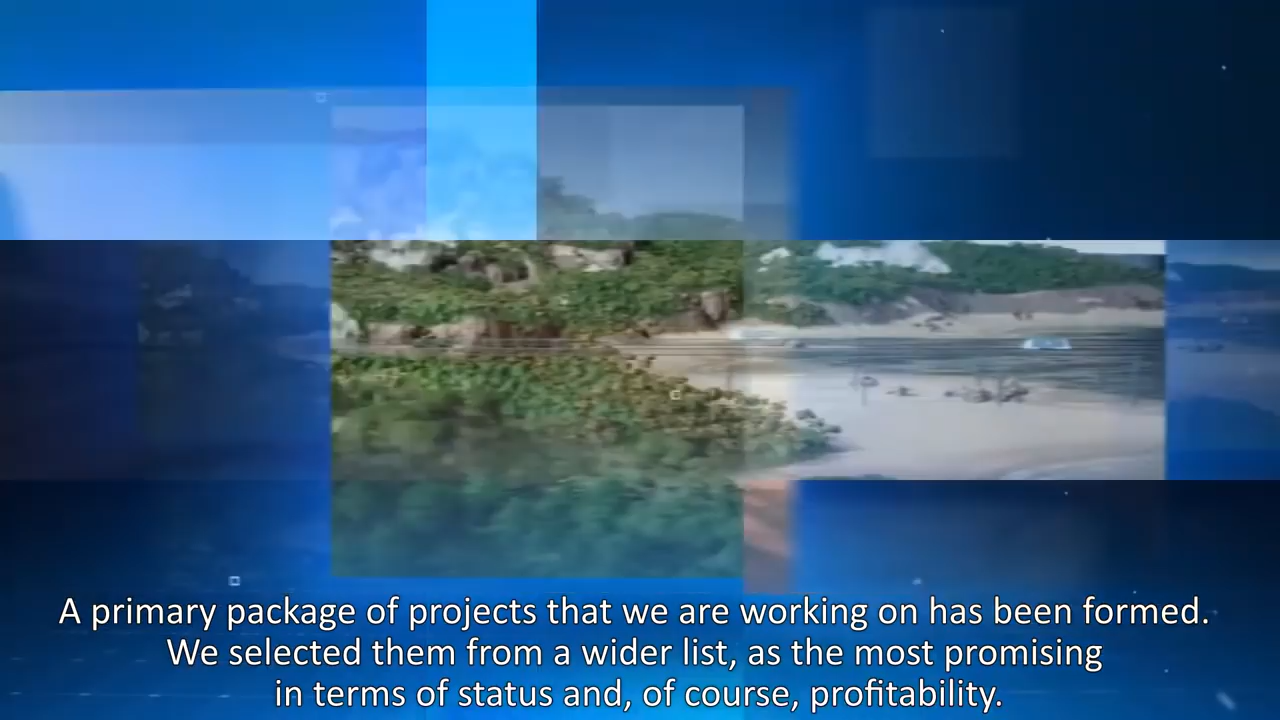 A primary package of projects that we are working on has been formed.
We selected them from a wider list, as the most promising
in terms of status and, of course, profitability.